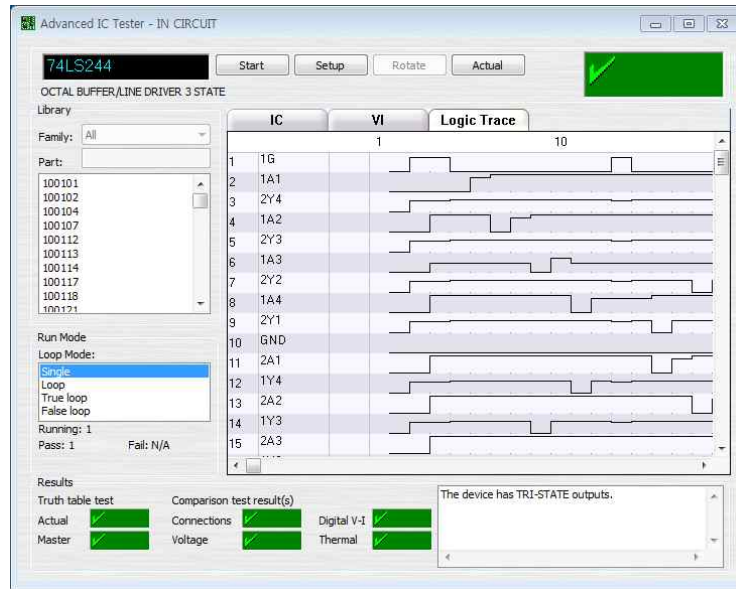 Advanced IC Tester - IN CIRCUIT
74LS244
Start
Setup
Rotate
Actual
OCTAL BUFFER/LINE DRIVER 3 STATE
Library
Family: All
Part:
100101
100102
100104
100107
100112
100113
100114
100117
100118
100121
Run Mode
Loop Mode:
Single
Loop
True loop
False loop
Running: 1
Pass: 1 Fail: N/A
IC
VI
Logic Trace
1 10
1 1G
2 1A1
3 2Y4
4 1A2
5 2Y3
6 1A3
7 2Y2
8 1A4
9 2Y1
10 GND
11 2A1
12 1Y4
13 2A2
14 1Y3
15 2A3
Results
Truth table test
Comparison test result(s)
Actual
Connections
Digital V-I
Master
Voltage
Thermal
The device has TRI-STATE outputs.